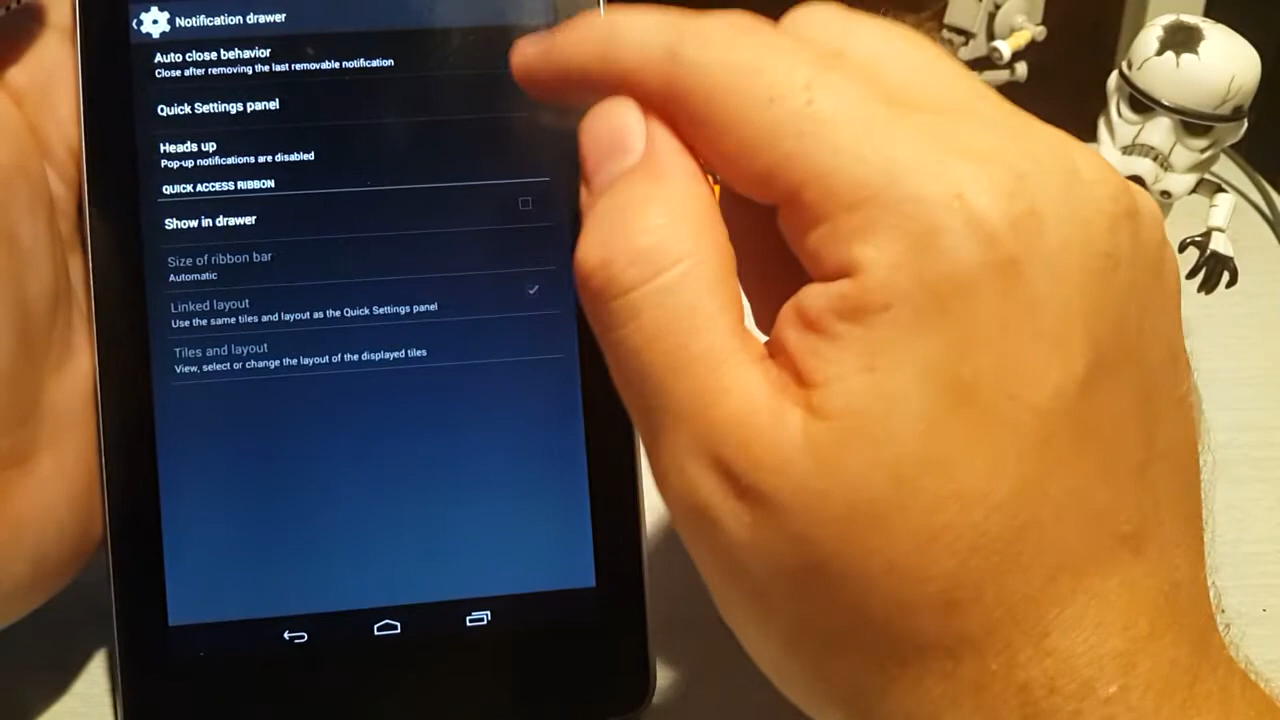 Notification drawer
Auto close behavior
Close after removing the last removable notification
Quick Settings panel
Heads up
Pop-up notifications are disabled
QUICK ACCESS RIBBON
Show in drawer
Size of ribbon bar
Automatic
Linked layout
Use the same tiles and layout as the Quick Settings panel
Tiles and layout
View, select or change the layout of the displayed tiles